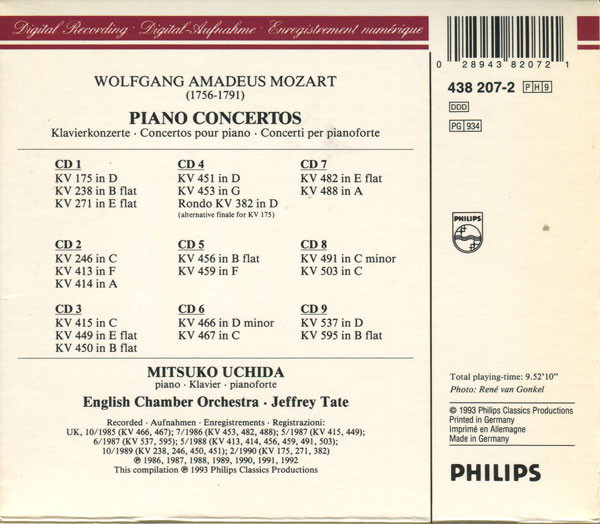 Digital Recording · Digital-Aufnahme · Enregistrement numérique
WOLFGANG AMADEUS MOZART
(1756-1791)
PIANO CONCERTOS
Klavierkonzerte · Concertos pour piano · Concerti per pianoforte
CD 1
KV 175 in D
KV 238 in B flat
KV 271 in E flat
CD 4
KV 451 in D
KV 453 in G
Rondo KV 382 in D
(alternative finale for KV 175)
CD 7
KV 482 in E flat
KV 488 in A
CD 2
KV 246 in C
KV 413 in F
KV 414 in A
CD 5
KV 456 in B flat
KV 459 in F
CD 8
KV 491 in C minor
KV 503 in C
CD 3
KV 415 in C
KV 449 in E flat
KV 450 in B flat
CD 6
KV 466 in D minor
KV 467 in C
CD 9
KV 537 in D
KV 595 in B flat
MITSUKO UCHIDA
piano · Klavier · pianoforte
English Chamber Orchestra · Jeffrey Tate
Recorded · Aufnahmen · Enregistrements · Registrazioni:
UK, 10/1985 (KV 466, 467); 7/1986 (KV 453, 482, 488); 5/1987 (KV 415, 449);
6/1987 (KV 537, 595); 5/1988 (KV 413, 414, 456, 459, 491, 503);
10/1989 (KV 238, 246, 450, 451); 2/1990 (KV 175, 271, 382)
℗ 1986, 1987, 1988, 1989, 1990, 1991, 1992
This compilation ℗ 1993 Philips Classics Productions
0 28943 82072 1
438 207-2 P H 9
DDD
PG 934
PHILIPS
Total playing-time: 9.52'10"
Photo: René van Gonkel
© 1993 Philips Classics Productions
Printed in Germany
Imprimé en Allemagne
Made in Germany
PHILIPS